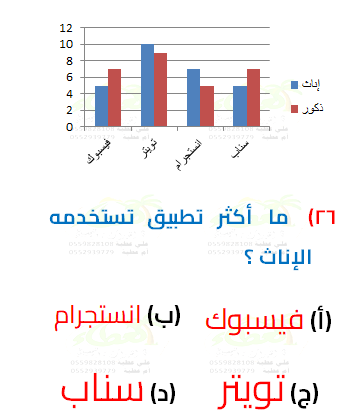 12
10
8
6
4
2
0
فيسبوك
تويتر
انستجرام
سناب
إناث
ذكور
٢٦) ما أكثر تطبيق تستخدمه
الإناث ؟
(أ) فيسبوك (ب) انستجرام
(ج) تويتر (د) سناب